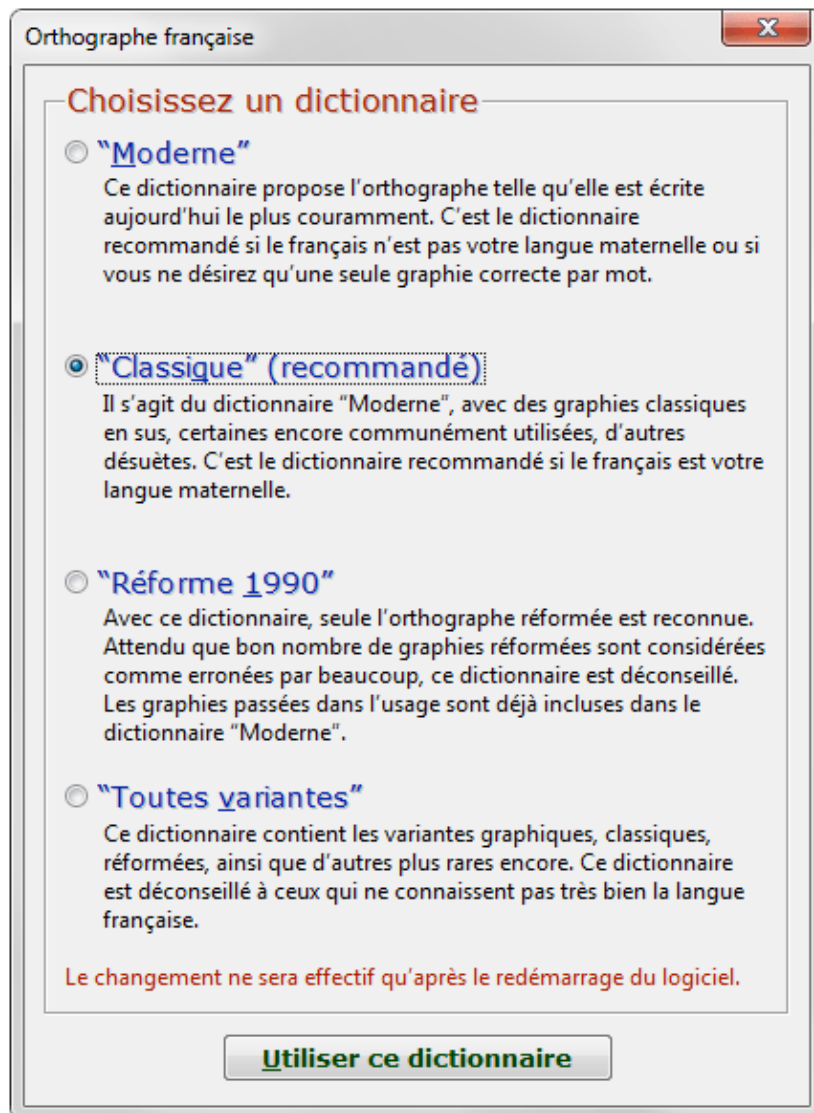 Orthographe française
Choisissez un dictionnaire
“Moderne”
Ce dictionnaire propose l’orthographe telle qu’elle est écrite
aujourd’hui le plus couramment. C’est le dictionnaire
recommandé si le français n’est pas votre langue maternelle ou si
vous ne désirez qu’une seule graphie correcte par mot.
“Classique” (recommandé)
Il s’agit du dictionnaire “Moderne”, avec des graphies classiques
en sus, certaines encore communément utilisées, d’autres
désuètes. C’est le dictionnaire recommandé si le français est votre
langue maternelle.
“Réforme 1990”
Avec ce dictionnaire, seule l’orthographe réformée est reconnue.
Attendu que bon nombre de graphies réformées sont considérées
comme erronées par beaucoup, ce dictionnaire est déconseillé.
Les graphies passées dans l’usage sont déjà incluses dans le
dictionnaire “Moderne”.
“Toutes variantes”
Ce dictionnaire contient les variantes graphiques, classiques,
réformées, ainsi que d’autres plus rares encore. Ce dictionnaire
est déconseillé à ceux qui ne connaissent pas très bien la langue
française.
Le changement ne sera effectif qu’après le redémarrage du logiciel.
Utiliser ce dictionnaire